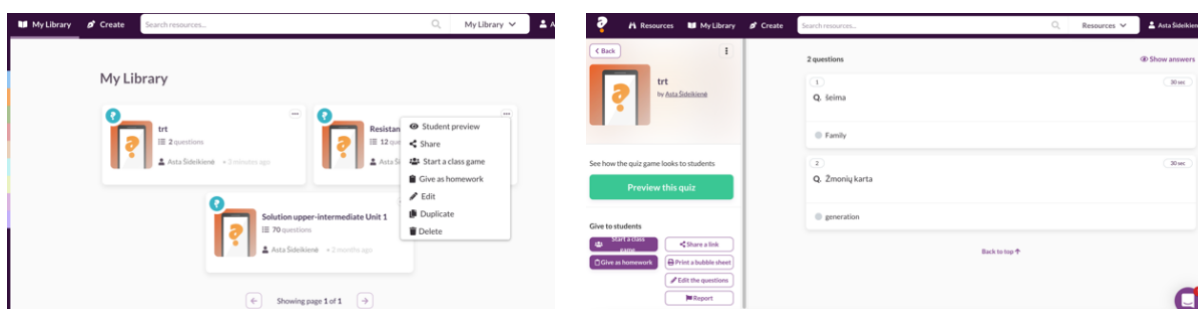 My Library
Create
Search resources...
My Library
A
My Library
trt
2 questions
Asta Šideikienė • 3 minutes ago
Resistan
12 que
Asta Š
Student preview
Share
Start a class game
Give as homework
Edit
Duplicate
Delete
Solution upper-intermediate Unit 1
70 questions
Asta Šideikienė • 2 months ago
Showing page 1 of 1
Resources
My Library
Create
Search resources...
Resources
Asta Šideikien
Back
trt
by Asta Šideikienė
See how the quiz game looks to students
Preview this quiz
Give to students
Start a class game
Share a link
Give as homework
Print a bubble sheet
Edit the questions
Report
2 questions
Show answers
1
30 sec
Q. šeima
Family
2
30 sec
Q. Žmonių karta
generation
Back to top